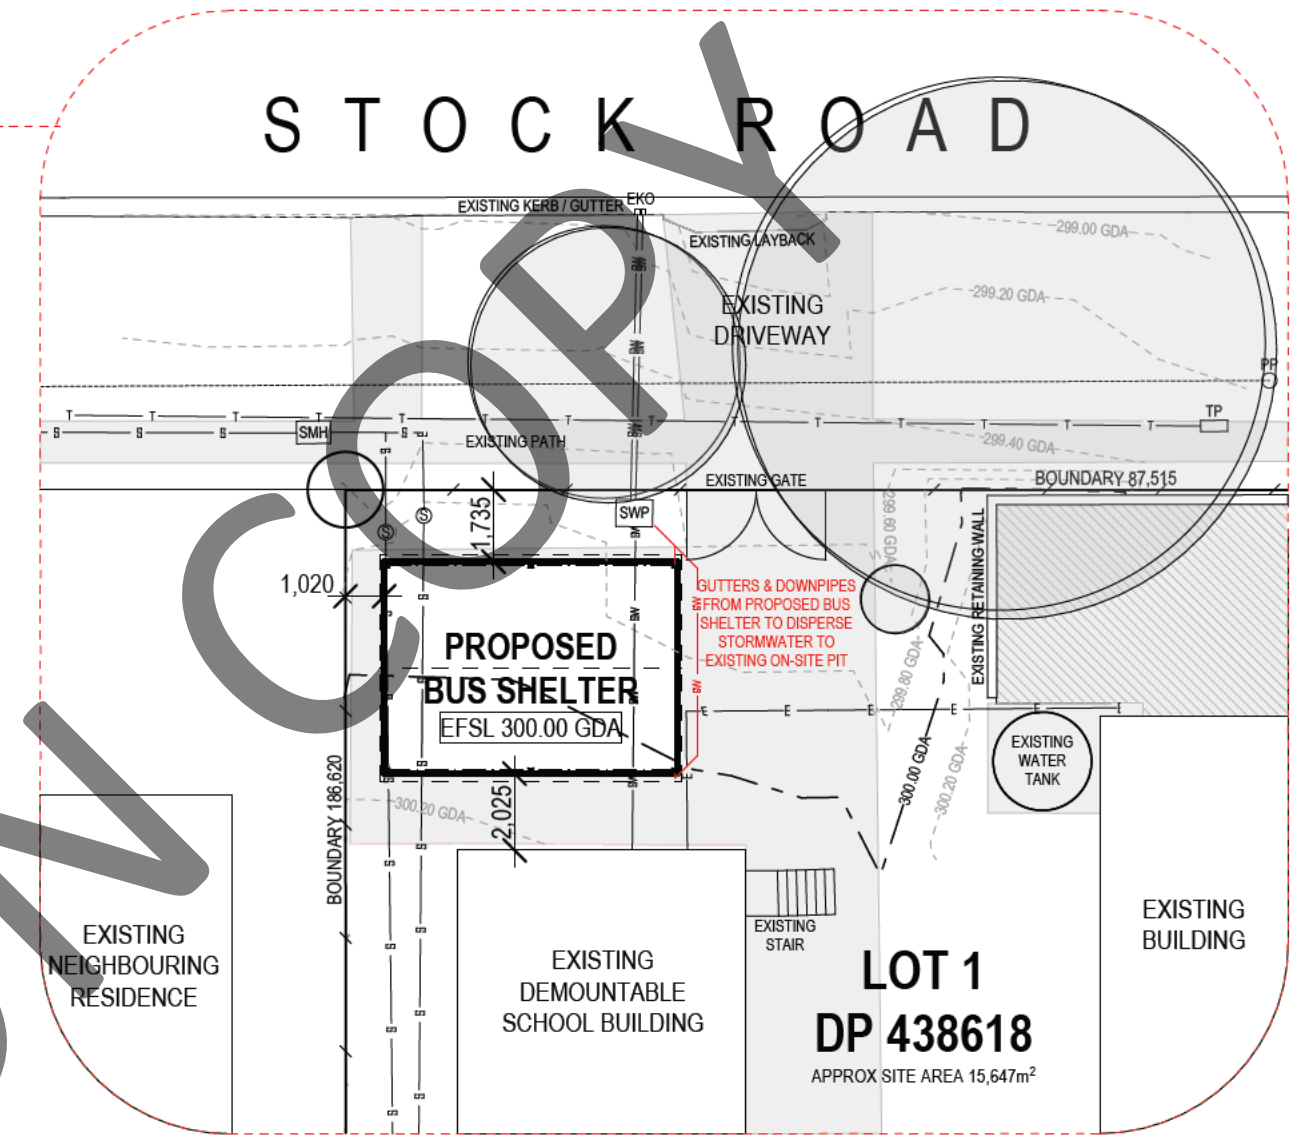 STOCK ROAD
EXISTING KERB / GUTTER
EKO
EXISTING LAYBACK
299.00 GDA
299.20 GDA
EXISTING
DRIVEWAY
PP
TP
T T T T T T T T T T T T T
S S S S
SMH
EXISTING PATH
299.40 GDA
EXISTING GATE
BOUNDARY 87,515
SWP
S
S
1,735
299.60 GDA
EXISTING RETAINING WALL
1,020
GUTTERS & DOWNPIPES
FROM PROPOSED BUS
SHELTER TO DISPERSE
STORMWATER TO
EXISTING ON-SITE PIT
PROPOSED
BUS SHELTER
EFSL 300.00 GDA
299.80 GDA
E E E E E E
E
SW
SW
300.00 GDA
300.20 GDA
EXISTING
WATER
TANK
BOUNDARY 186,620
300.20 GDA
2,025
EXISTING
STAIR
EXISTING
NEIGHBOURING
RESIDENCE
EXISTING
DEMOUNTABLE
SCHOOL BUILDING
EXISTING
BUILDING
LOT 1
DP 438618
APPROX SITE AREA 15,647m²
N COPY